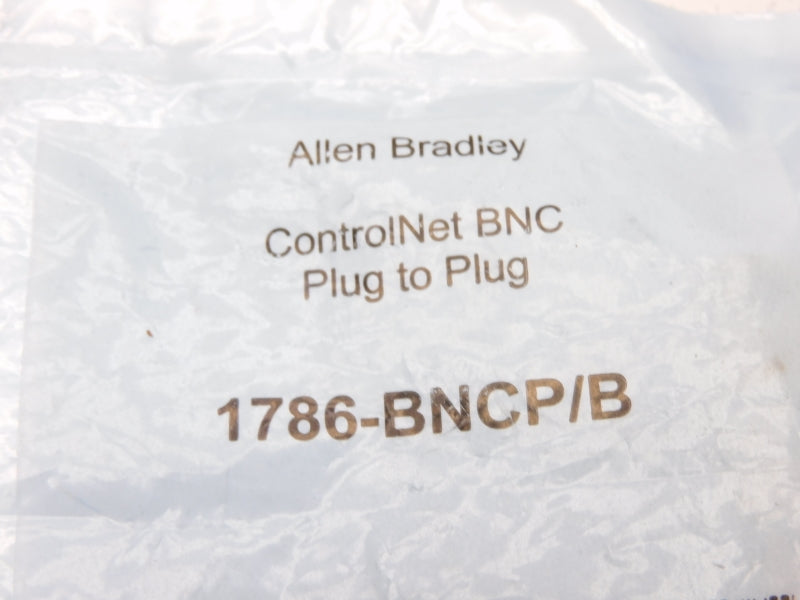 Allen Bradley
ControlNet BNC
Plug to Plug
1786-BNCP/B